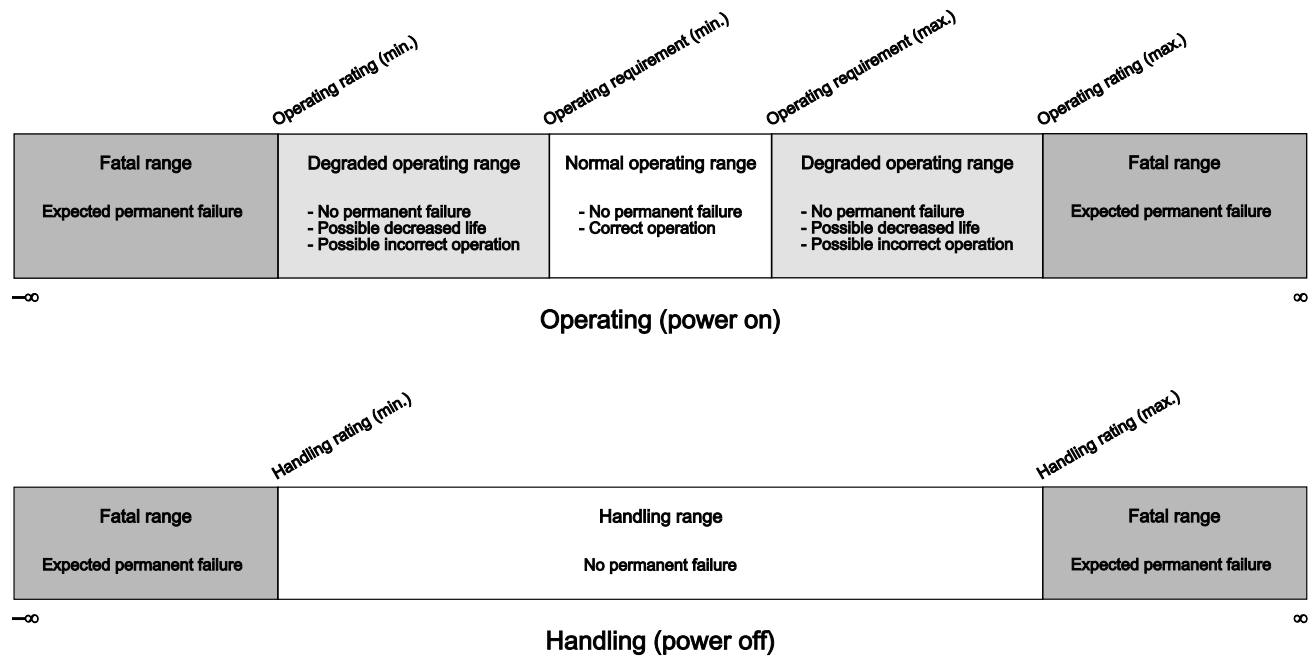 Operating rating (min.)
Operating requirement (min.)
Operating requirement (max.)
Operating rating (max.)
Fatal range
Expected permanent failure
Degraded operating range
- No permanent failure
- Possible decreased life
- Possible incorrect operation
Normal operating range
- No permanent failure
- Correct operation
Degraded operating range
- No permanent failure
- Possible decreased life
- Possible incorrect operation
Fatal range
Expected permanent failure
–∞
∞
Operating (power on)
Handling rating (min.)
Handling rating (max.)
Fatal range
Expected permanent failure
Handling range
No permanent failure
Fatal range
Expected permanent failure
–∞
∞
Handling (power off)